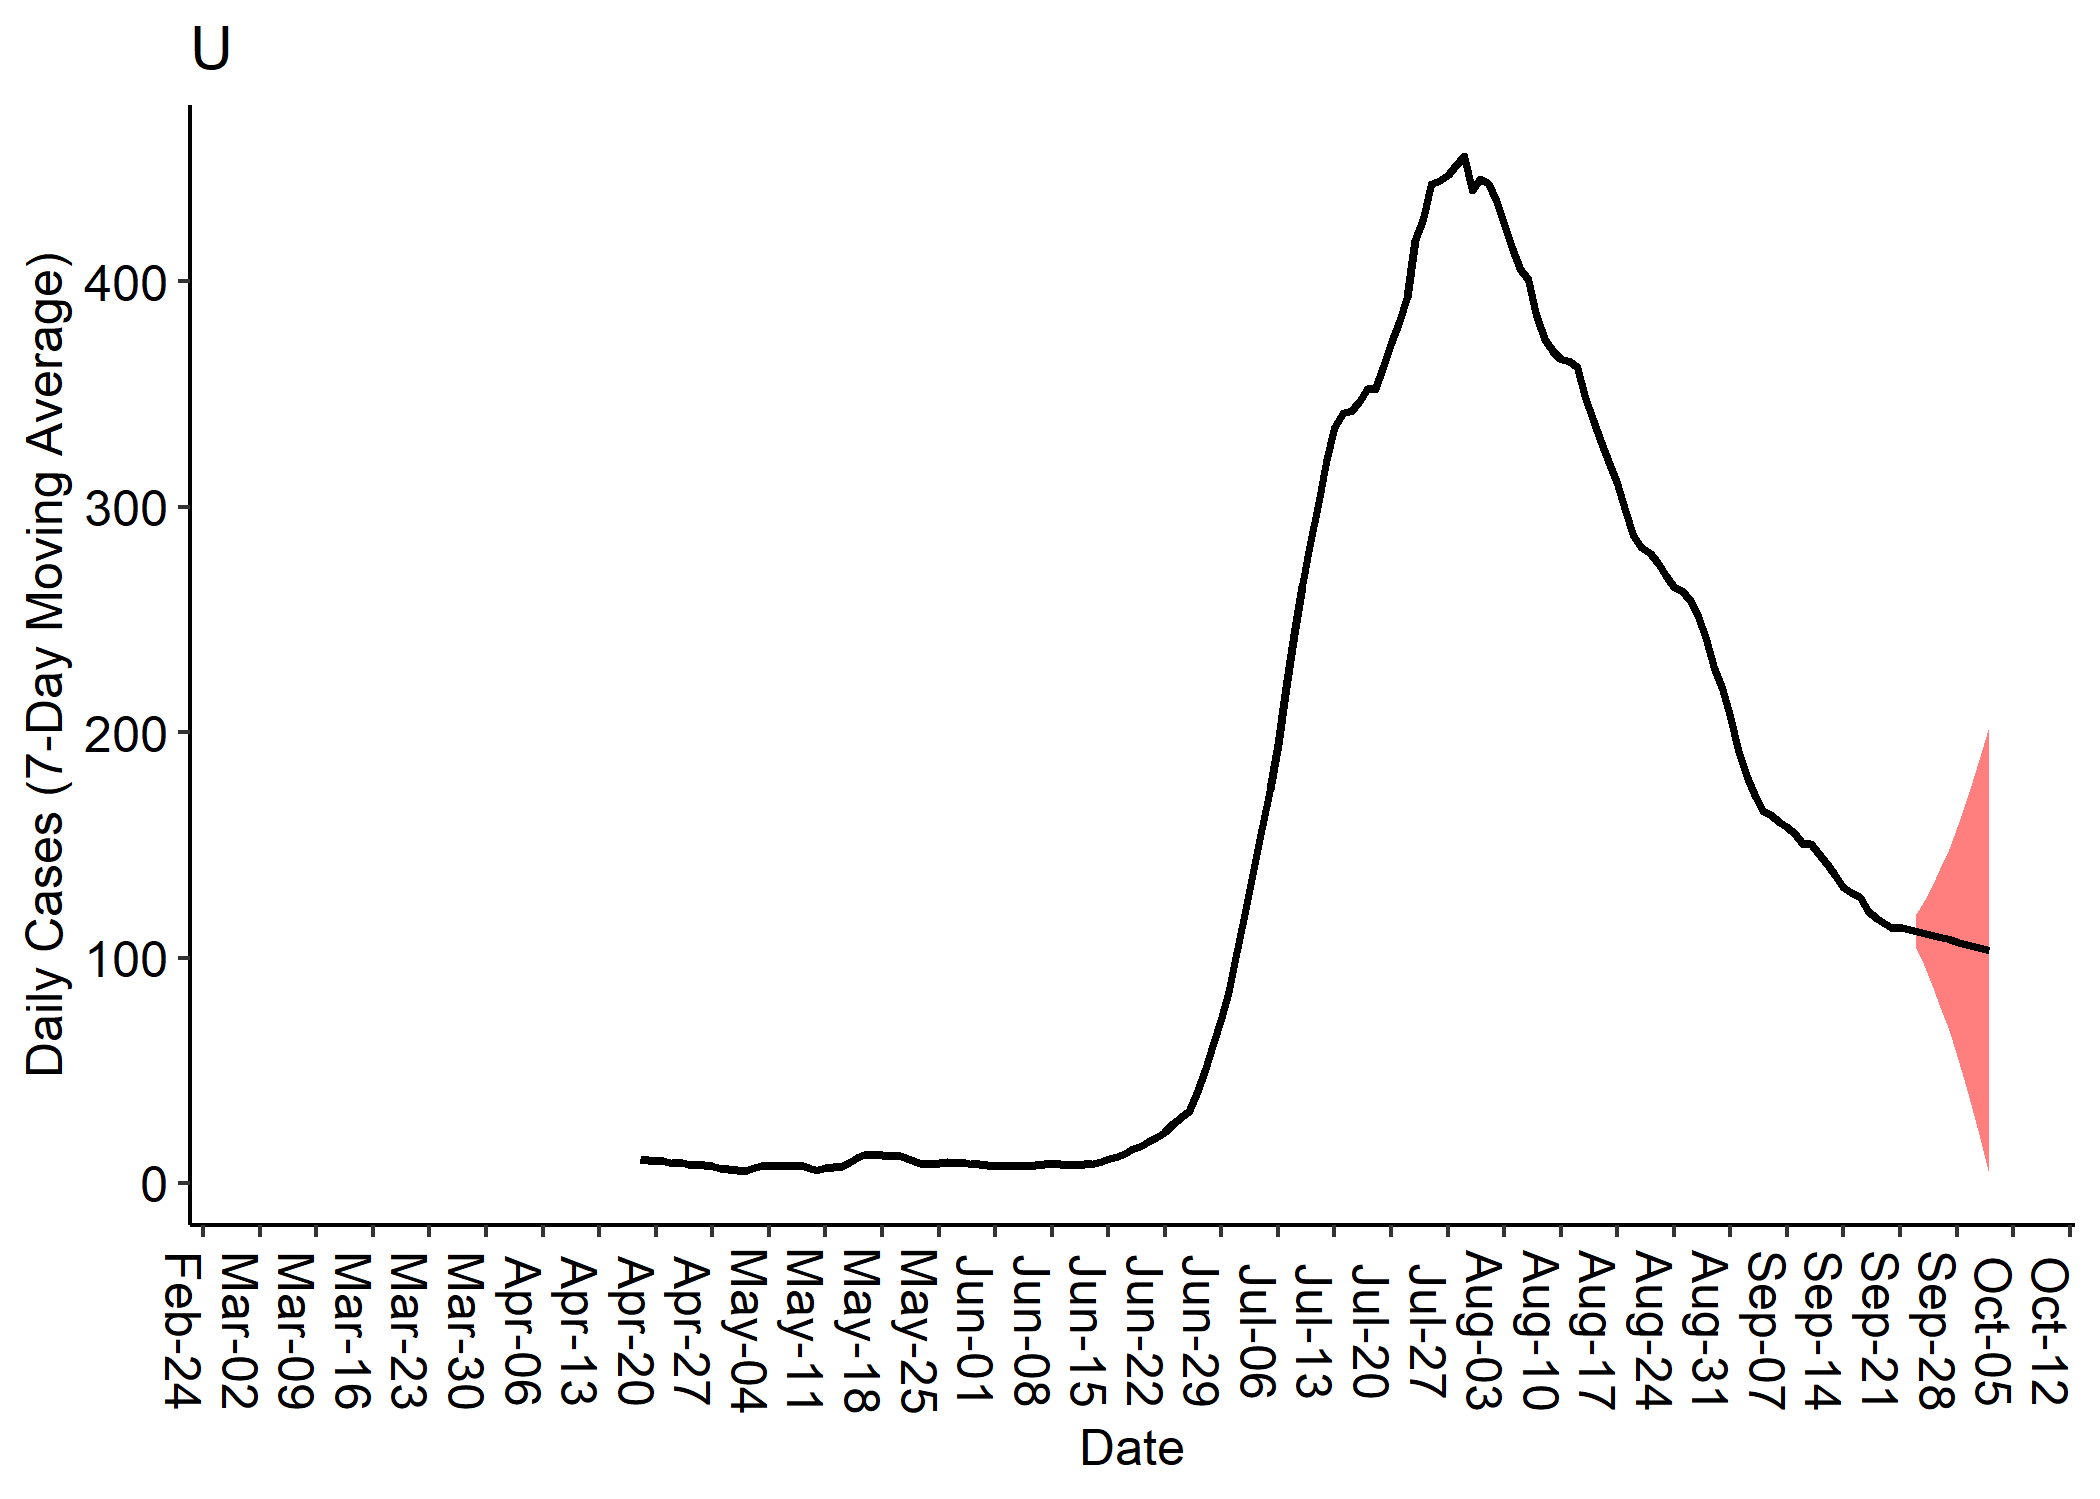 U
Daily Cases (7-Day Moving Average)
400
300
200
100
0
Feb-24
Mar-02
Mar-09
Mar-16
Mar-23
Mar-30
Apr-06
Apr-13
Apr-20
Apr-27
May-04
May-11
May-18
May-25
Jun-01
Jun-08
Jun-15
Jun-22
Jun-29
Jul-06
Jul-13
Jul-20
Jul-27
Aug-03
Aug-10
Aug-17
Aug-24
Aug-31
Sep-07
Sep-14
Sep-21
Sep-28
Oct-05
Oct-12
Date